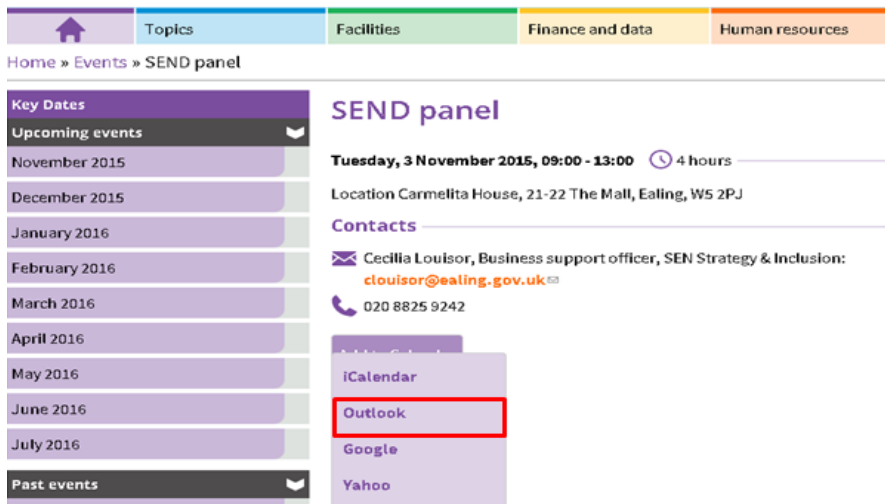 Topics
Facilities
Finance and data
Human resources
Home » Events » SEND panel
Key Dates
Upcoming events
November 2015
December 2015
January 2016
February 2016
March 2016
April 2016
May 2016
June 2016
July 2016
Past events
SEND panel
Tuesday, 3 November 2015, 09:00 - 13:00 4 hours
Location Carmelita House, 21-22 The Mall, Ealing, W5 2PJ
Contacts
Cecilia Louisor, Business support officer, SEN Strategy & Inclusion:
clouisor@ealing.gov.uk
020 8825 9242
iCalendar
Outlook
Google
Yahoo